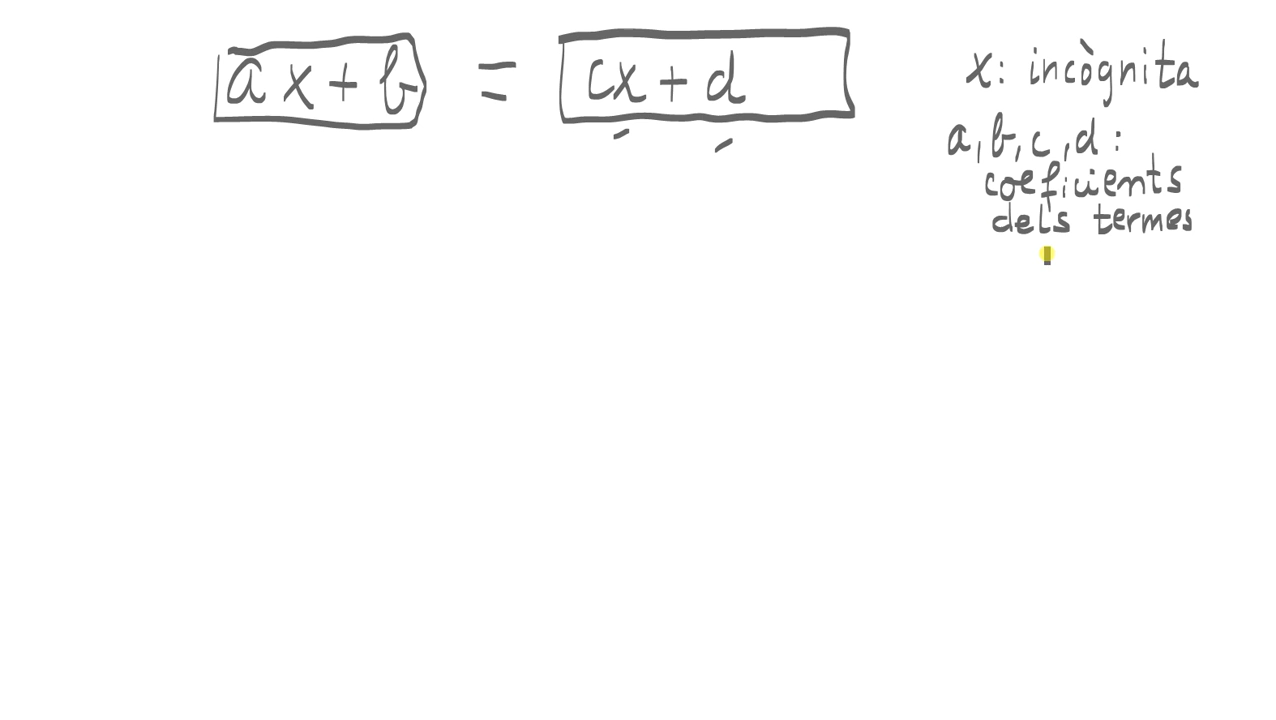 ax + b = cx + d
x: incògnita
a, b, c, d:
coeficients
dels termes